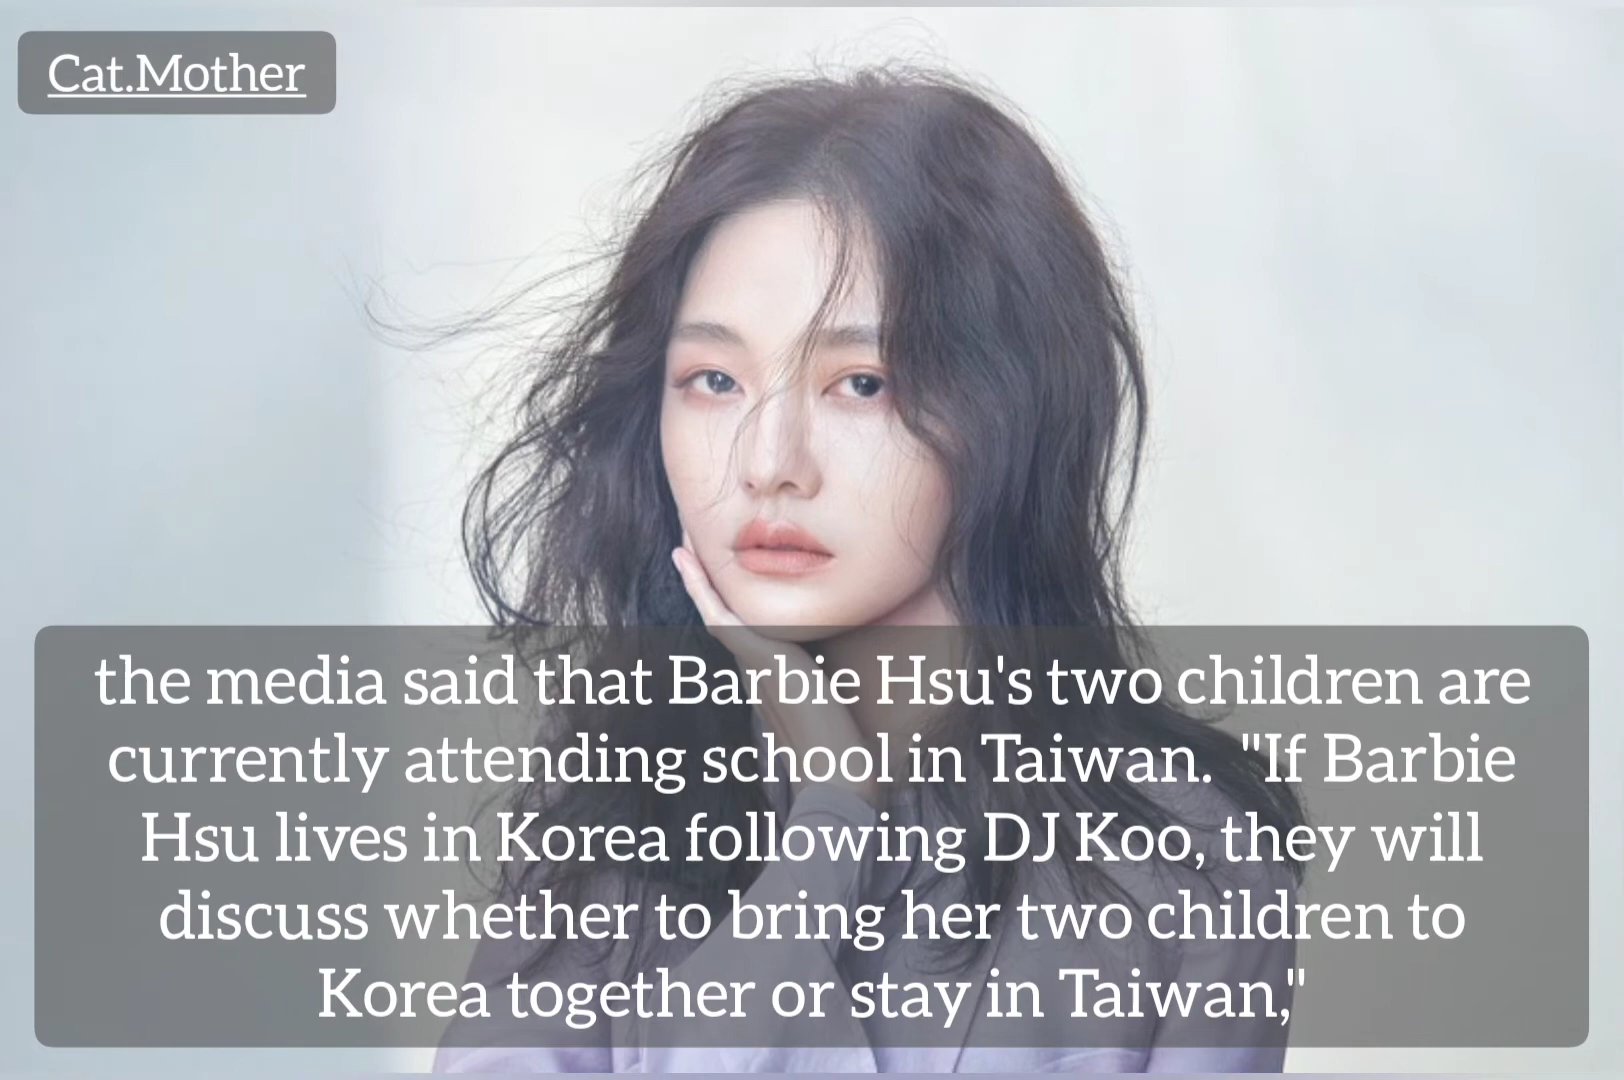 Cat.Mother
the media said that Barbie Hsu's two children are
currently attending school in Taiwan.  "If Barbie
Hsu lives in Korea following DJ Koo, they will
discuss whether to bring her two children to
Korea together or stay in Taiwan,"